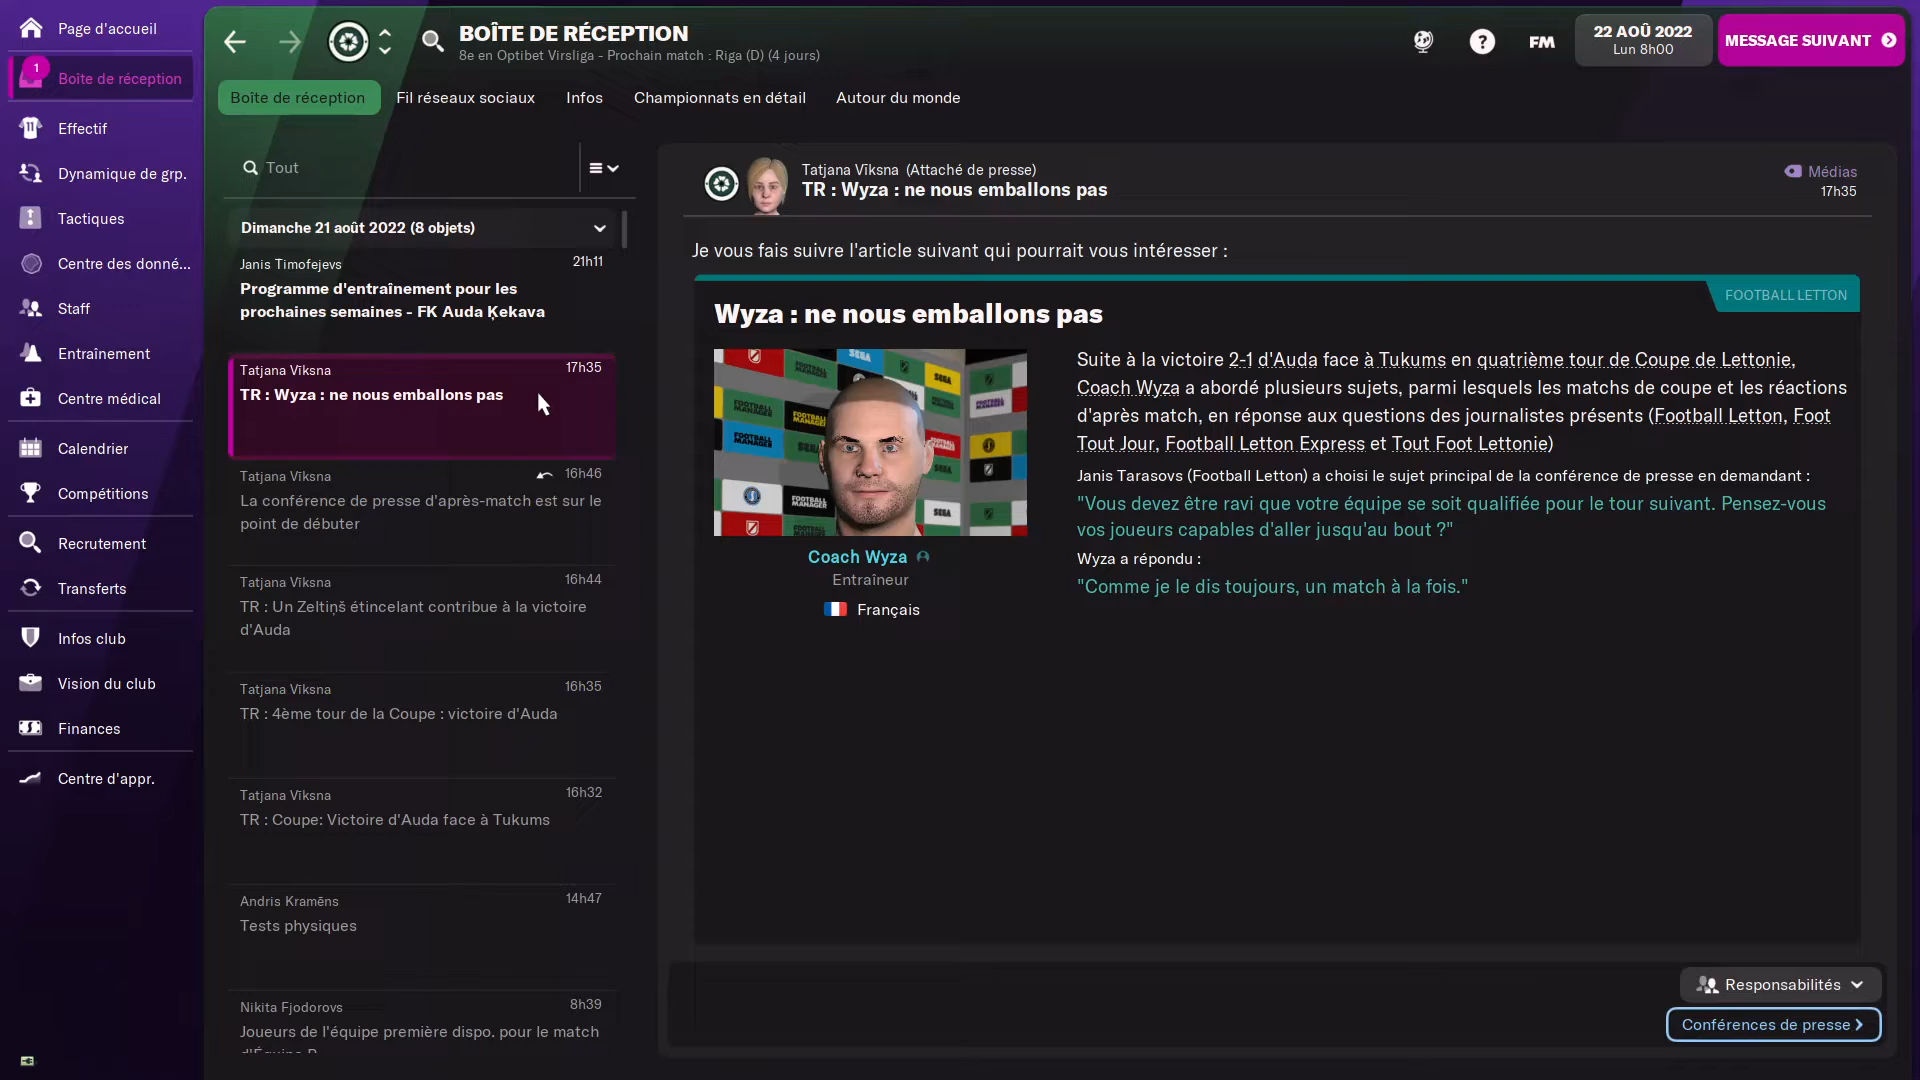 Page d'accueil
1
Boîte de réception
Effectif
Dynamique de grp.
Tactiques
Centre des donné...
Staff
Entraînement
Centre médical
Calendrier
Compétitions
Recrutement
Transferts
Infos club
Vision du club
Finances
Centre d'appr.
BOÎTE DE RÉCEPTION
8e en Optibet Virsliga - Prochain match : Riga (D) (4 jours)
FM
22 AOÛ 2022
Lun 8h00
MESSAGE SUIVANT
Boîte de réception
Fil réseaux sociaux
Infos
Championnats en détail
Autour du monde
Tout
Dimanche 21 août 2022 (8 objets)
Janis Timofejevs
21h11
Programme d'entraînement pour les
prochaines semaines - FK Auda Ķekava
Tatjana Vīksna
17h35
TR : Wyza : ne nous emballons pas
Tatjana Vīksna
16h46
La conférence de presse d'après-match est sur le
point de débuter
Tatjana Vīksna
16h44
TR : Un Zeltiņš étincelant contribue à la victoire
d'Auda
Tatjana Vīksna
16h35
TR : 4ème tour de la Coupe : victoire d'Auda
Tatjana Vīksna
16h32
TR : Coupe: Victoire d'Auda face à Tukums
Andris Kramēns
14h47
Tests physiques
Nikita Fjodorovs
8h39
Joueurs de l'équipe première dispo. pour le match
Tatjana Vīksna (Attaché de presse)
TR : Wyza : ne nous emballons pas
Médias
17h35
Je vous fais suivre l'article suivant qui pourrait vous intéresser :
FOOTBALL LETTON
Wyza : ne nous emballons pas
Suite à la victoire 2-1 d'Auda face à Tukums en quatrième tour de Coupe de Lettonie,
Coach Wyza a abordé plusieurs sujets, parmi lesquels les matchs de coupe et les réactions
d'après match, en réponse aux questions des journalistes présents (Football Letton, Foot
Tout Jour, Football Letton Express et Tout Foot Lettonie)
Janis Tarasovs (Football Letton) a choisi le sujet principal de la conférence de presse en demandant :
"Vous devez être ravi que votre équipe se soit qualifiée pour le tour suivant. Pensez-vous
vos joueurs capables d'aller jusqu'au bout ?"
Wyza a répondu :
"Comme je le dis toujours, un match à la fois."
Coach Wyza
Entraîneur
Français
Responsabilités
Conférences de presse